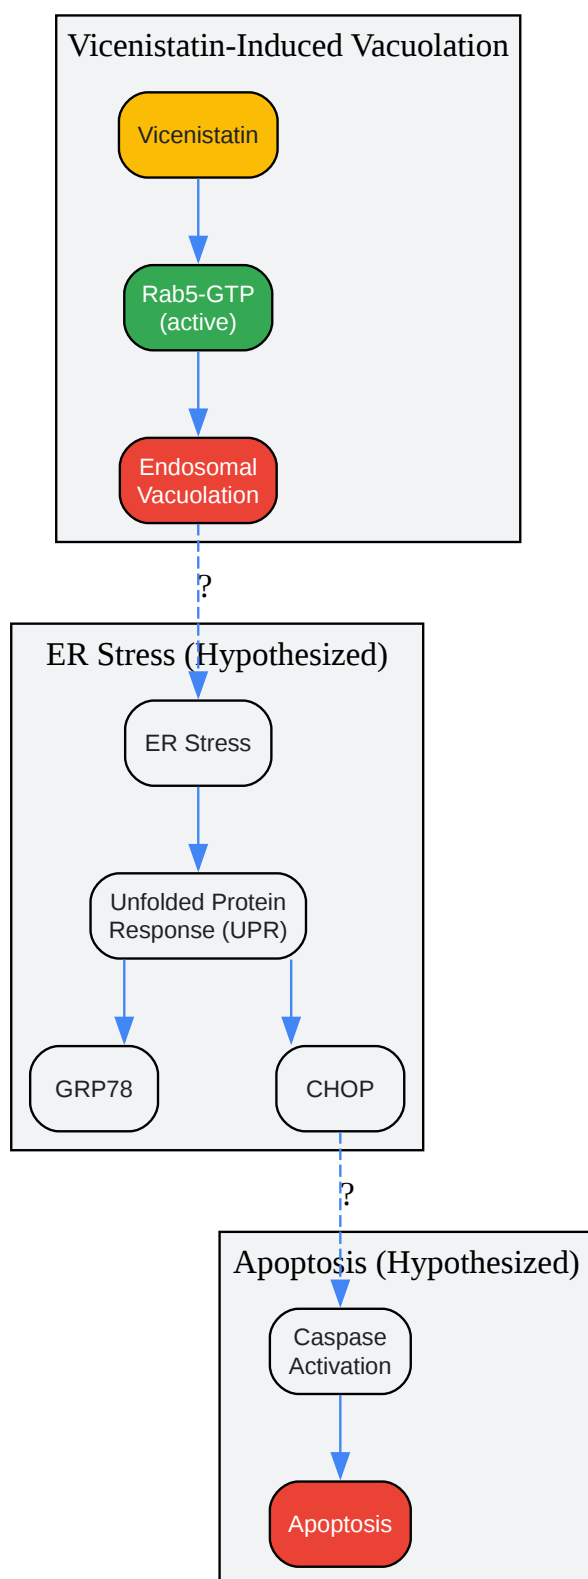 Vicenistatin-Induced Vacuolation
Vicenistatin
Rab5-GTP
(active)
Endosomal
Vacuolation
?
ER Stress (Hypothesized)
ER Stress
Unfolded Protein
Response (UPR)
GRP78
CHOP
?
Apoptosis (Hypothesized)
Caspase
Activation
Apoptosis